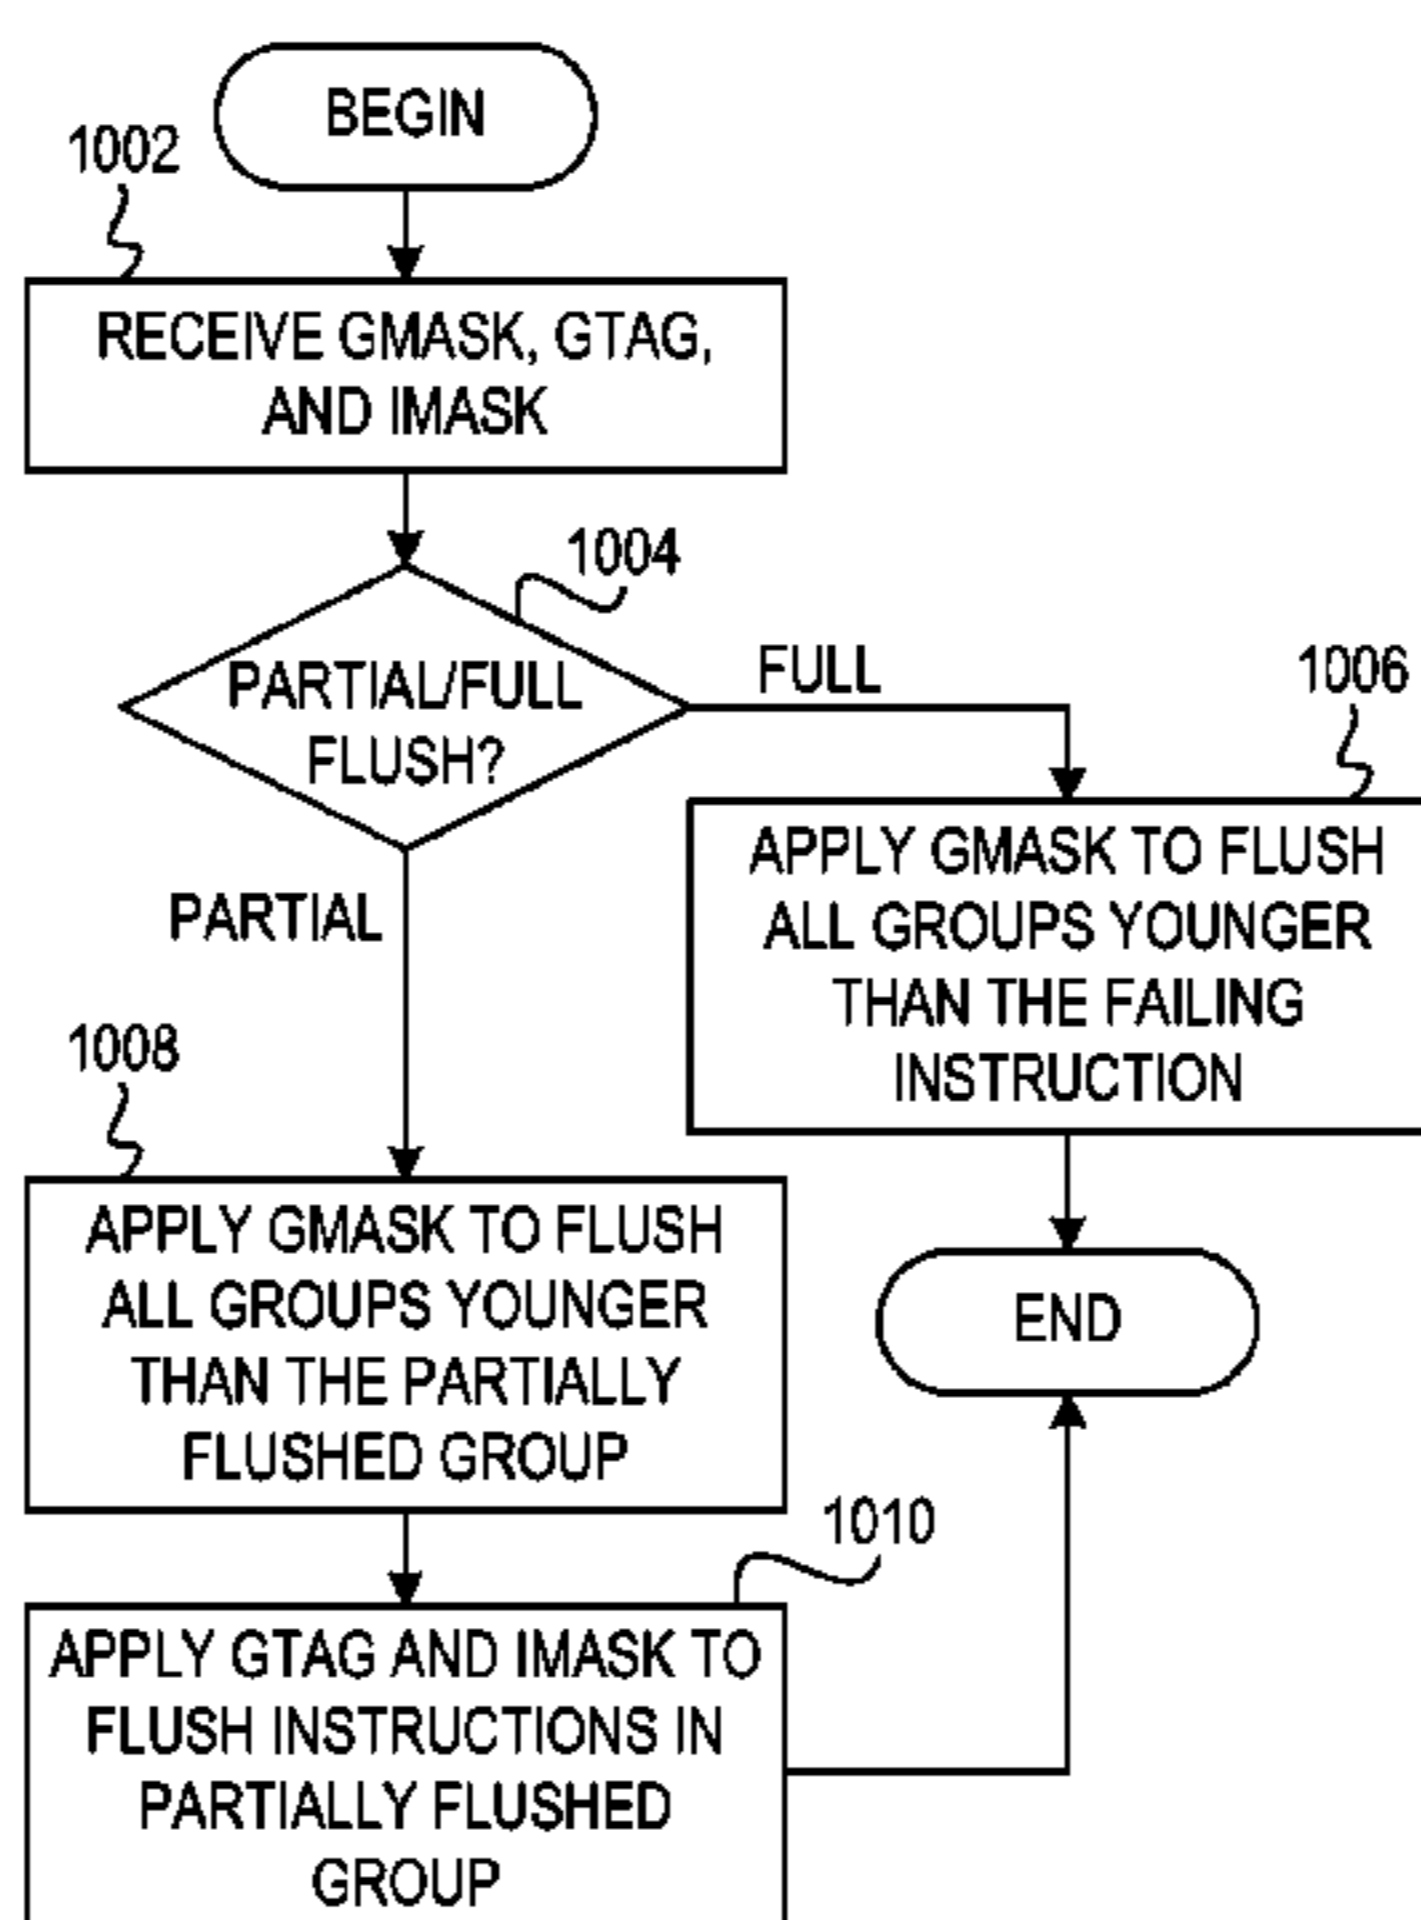 BEGIN
1002
RECEIVE GMASK, GTAG,
AND IMASK
1004
PARTIAL/FULL
FLUSH?
FULL
1006
APPLY GMASK TO FLUSH
ALL GROUPS YOUNGER
THAN THE FAILING
INSTRUCTION
PARTIAL
1008
APPLY GMASK TO FLUSH
ALL GROUPS YOUNGER
THAN THE PARTIALLY
FLUSHED GROUP
END
1010
APPLY GTAG AND IMASK TO
FLUSH INSTRUCTIONS IN
PARTIALLY FLUSHED
GROUP